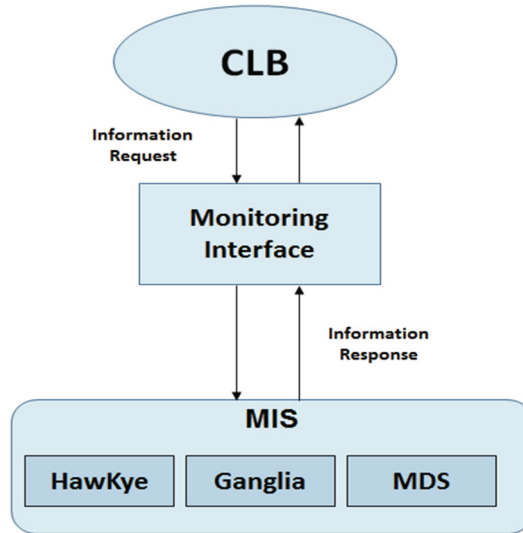 CLB
Information
Request
Monitoring
Interface
Information
Response
MIS
HawKye
Ganglia
MDS